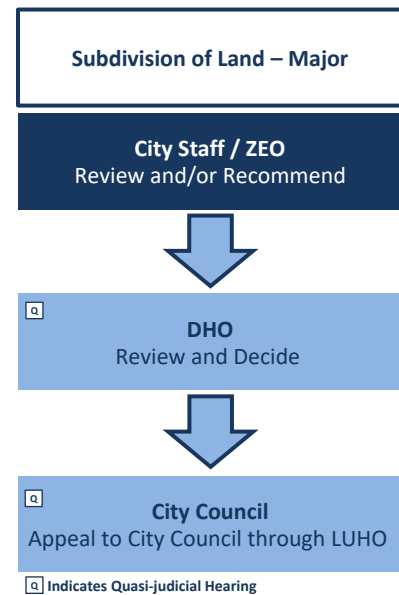 Subdivision of Land – Major
City Staff / ZEO
Review and/or Recommend
Q
DHO
Review and Decide
Q
City Council
Appeal to City Council through LUHO
Q Indicates Quasi-judicial Hearing